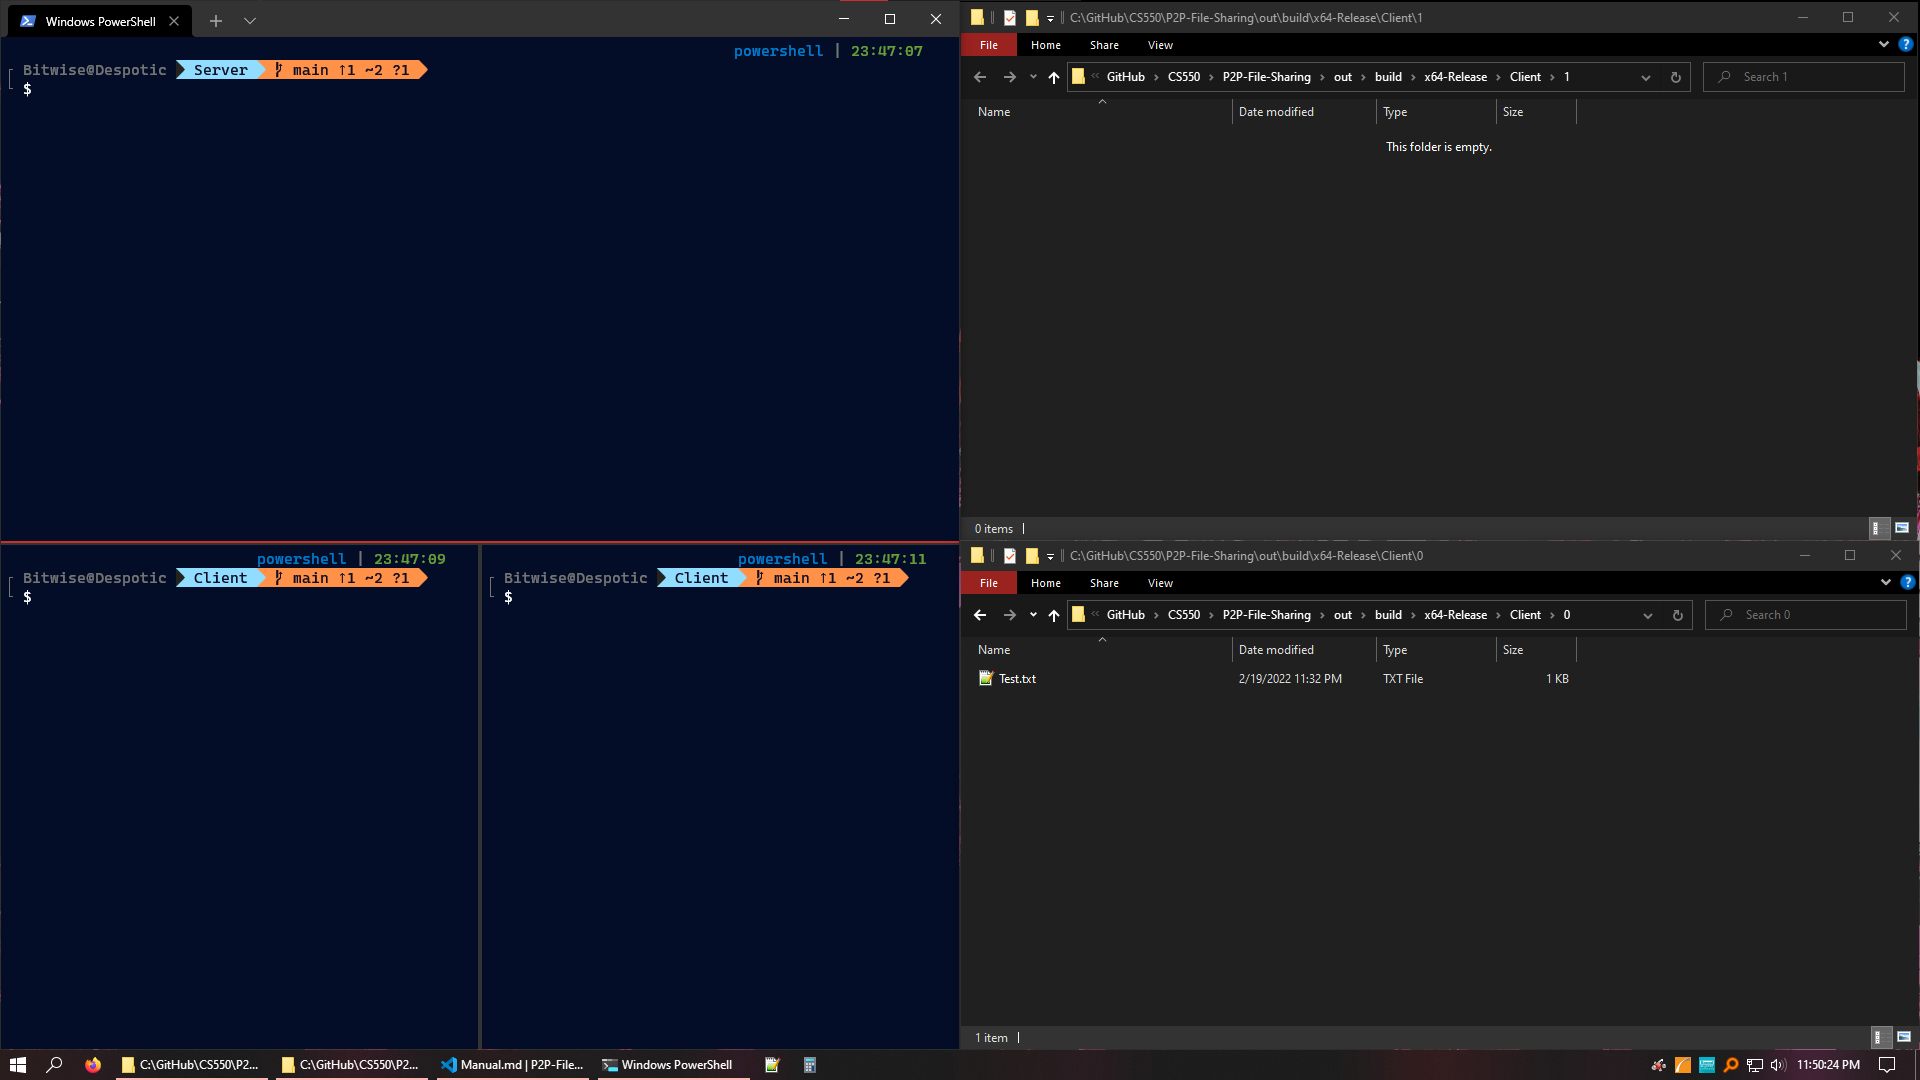 Windows PowerShell
powershell | 23:47:07
Bitwise@Despotic Server main ↑1 ~2 ?1
$
powershell | 23:47:09
Bitwise@Despotic Client main ↑1 ~2 ?1
$
powershell | 23:47:11
Bitwise@Despotic Client main ↑1 ~2 ?1
$
C:\GitHub\CS550\P2P-File-Sharing\out\build\x64-Release\Client\1
File Home Share View
« GitHub › CS550 › P2P-File-Sharing › out › build › x64-Release › Client › 1
Search 1
Name Date modified Type Size
This folder is empty.
0 items
C:\GitHub\CS550\P2P-File-Sharing\out\build\x64-Release\Client\0
File Home Share View
« GitHub › CS550 › P2P-File-Sharing › out › build › x64-Release › Client › 0
Search 0
Name Date modified Type Size
Test.txt 2/19/2022 11:32 PM TXT File 1 KB
1 item
C:\GitHub\CS550\P2... C:\GitHub\CS550\P2... Manual.md | P2P-File... Windows PowerShell 11:50:24 PM